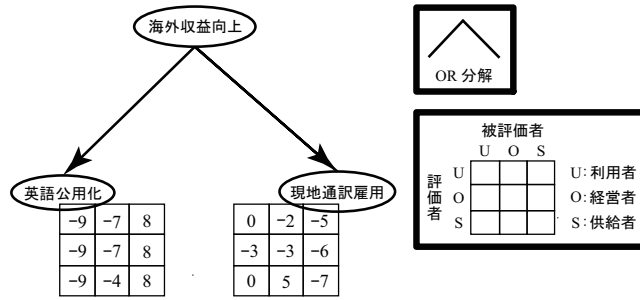 海外収益向上
OR 分解
英語公用化
-9 -7 8
-9 -7 8
-9 -4 8
現地通訳雇用
0 -2 -5
-3 -3 -6
0 5 -7
被評価者
U O S
評価者
U
O
S
U:利用者
O:経営者
S:供給者